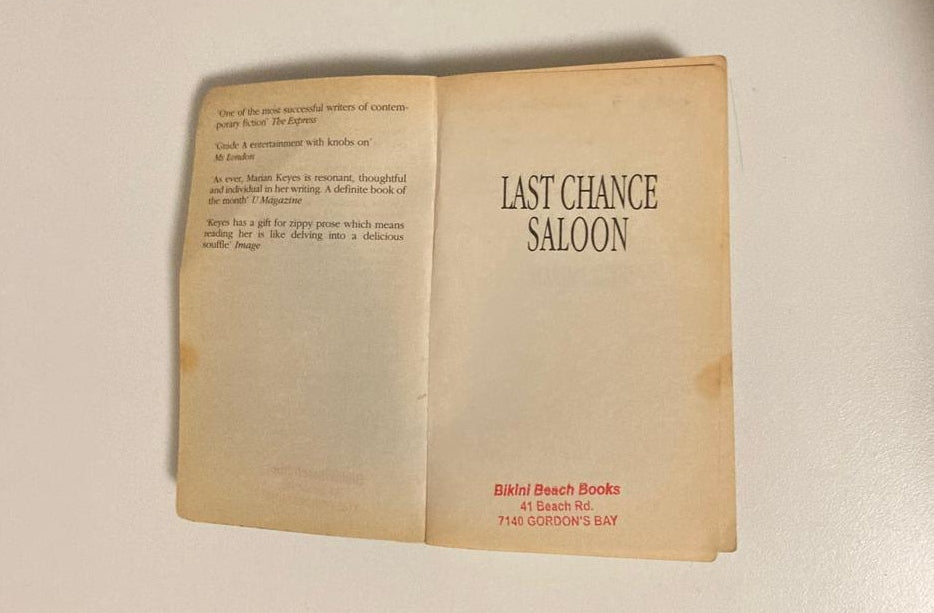 'One of the most successful writers of contem-
porary fiction' The Express
'Grade A entertainment with knobs on'
Ms London
'As ever, Marian Keyes is resonant, thoughtful
and individual in her writing. A definite book of
the month' U Magazine
'Keyes has a gift for zippy prose which means
reading her is like delving into a delicious
souffle' Image
LAST CHANCE
SALOON
Bikini Beach Books
41 Beach Rd.
7140 GORDON'S BAY